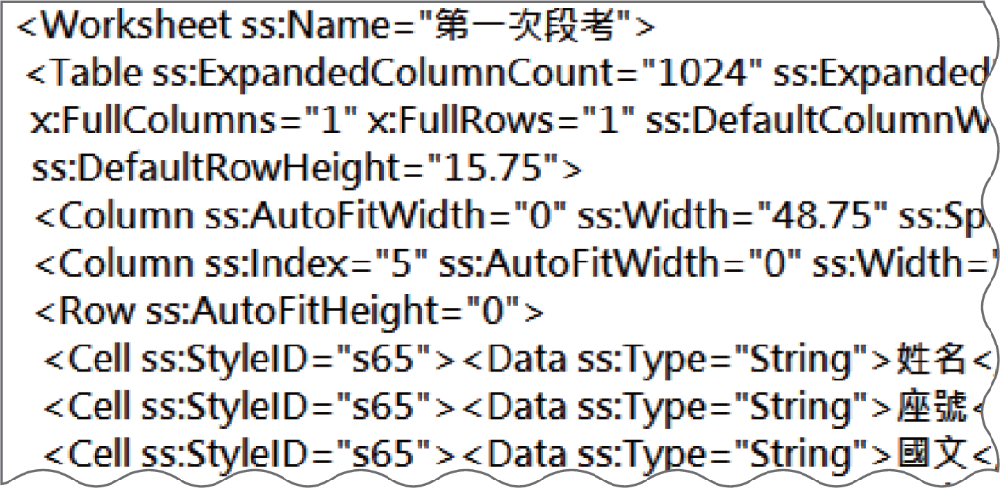 <Worksheet ss:Name="第一次段考">
<Table ss:ExpandedColumnCount="1024" ss:Expanded
x:FullColumns="1" x:FullRows="1" ss:DefaultColumnW
ss:DefaultRowHeight="15.75">
<Column ss:AutoFitWidth="0" ss:Width="48.75" ss:Sp
<Column ss:Index="5" ss:AutoFitWidth="0" ss:Width="
<Row ss:AutoFitHeight="0">
<Cell ss:StyleID="s65"><Data ss:Type="String">姓名<
<Cell ss:StyleID="s65"><Data ss:Type="String">座號<
<Cell ss:StyleID="s65"><Data ss:Type="String">國文<